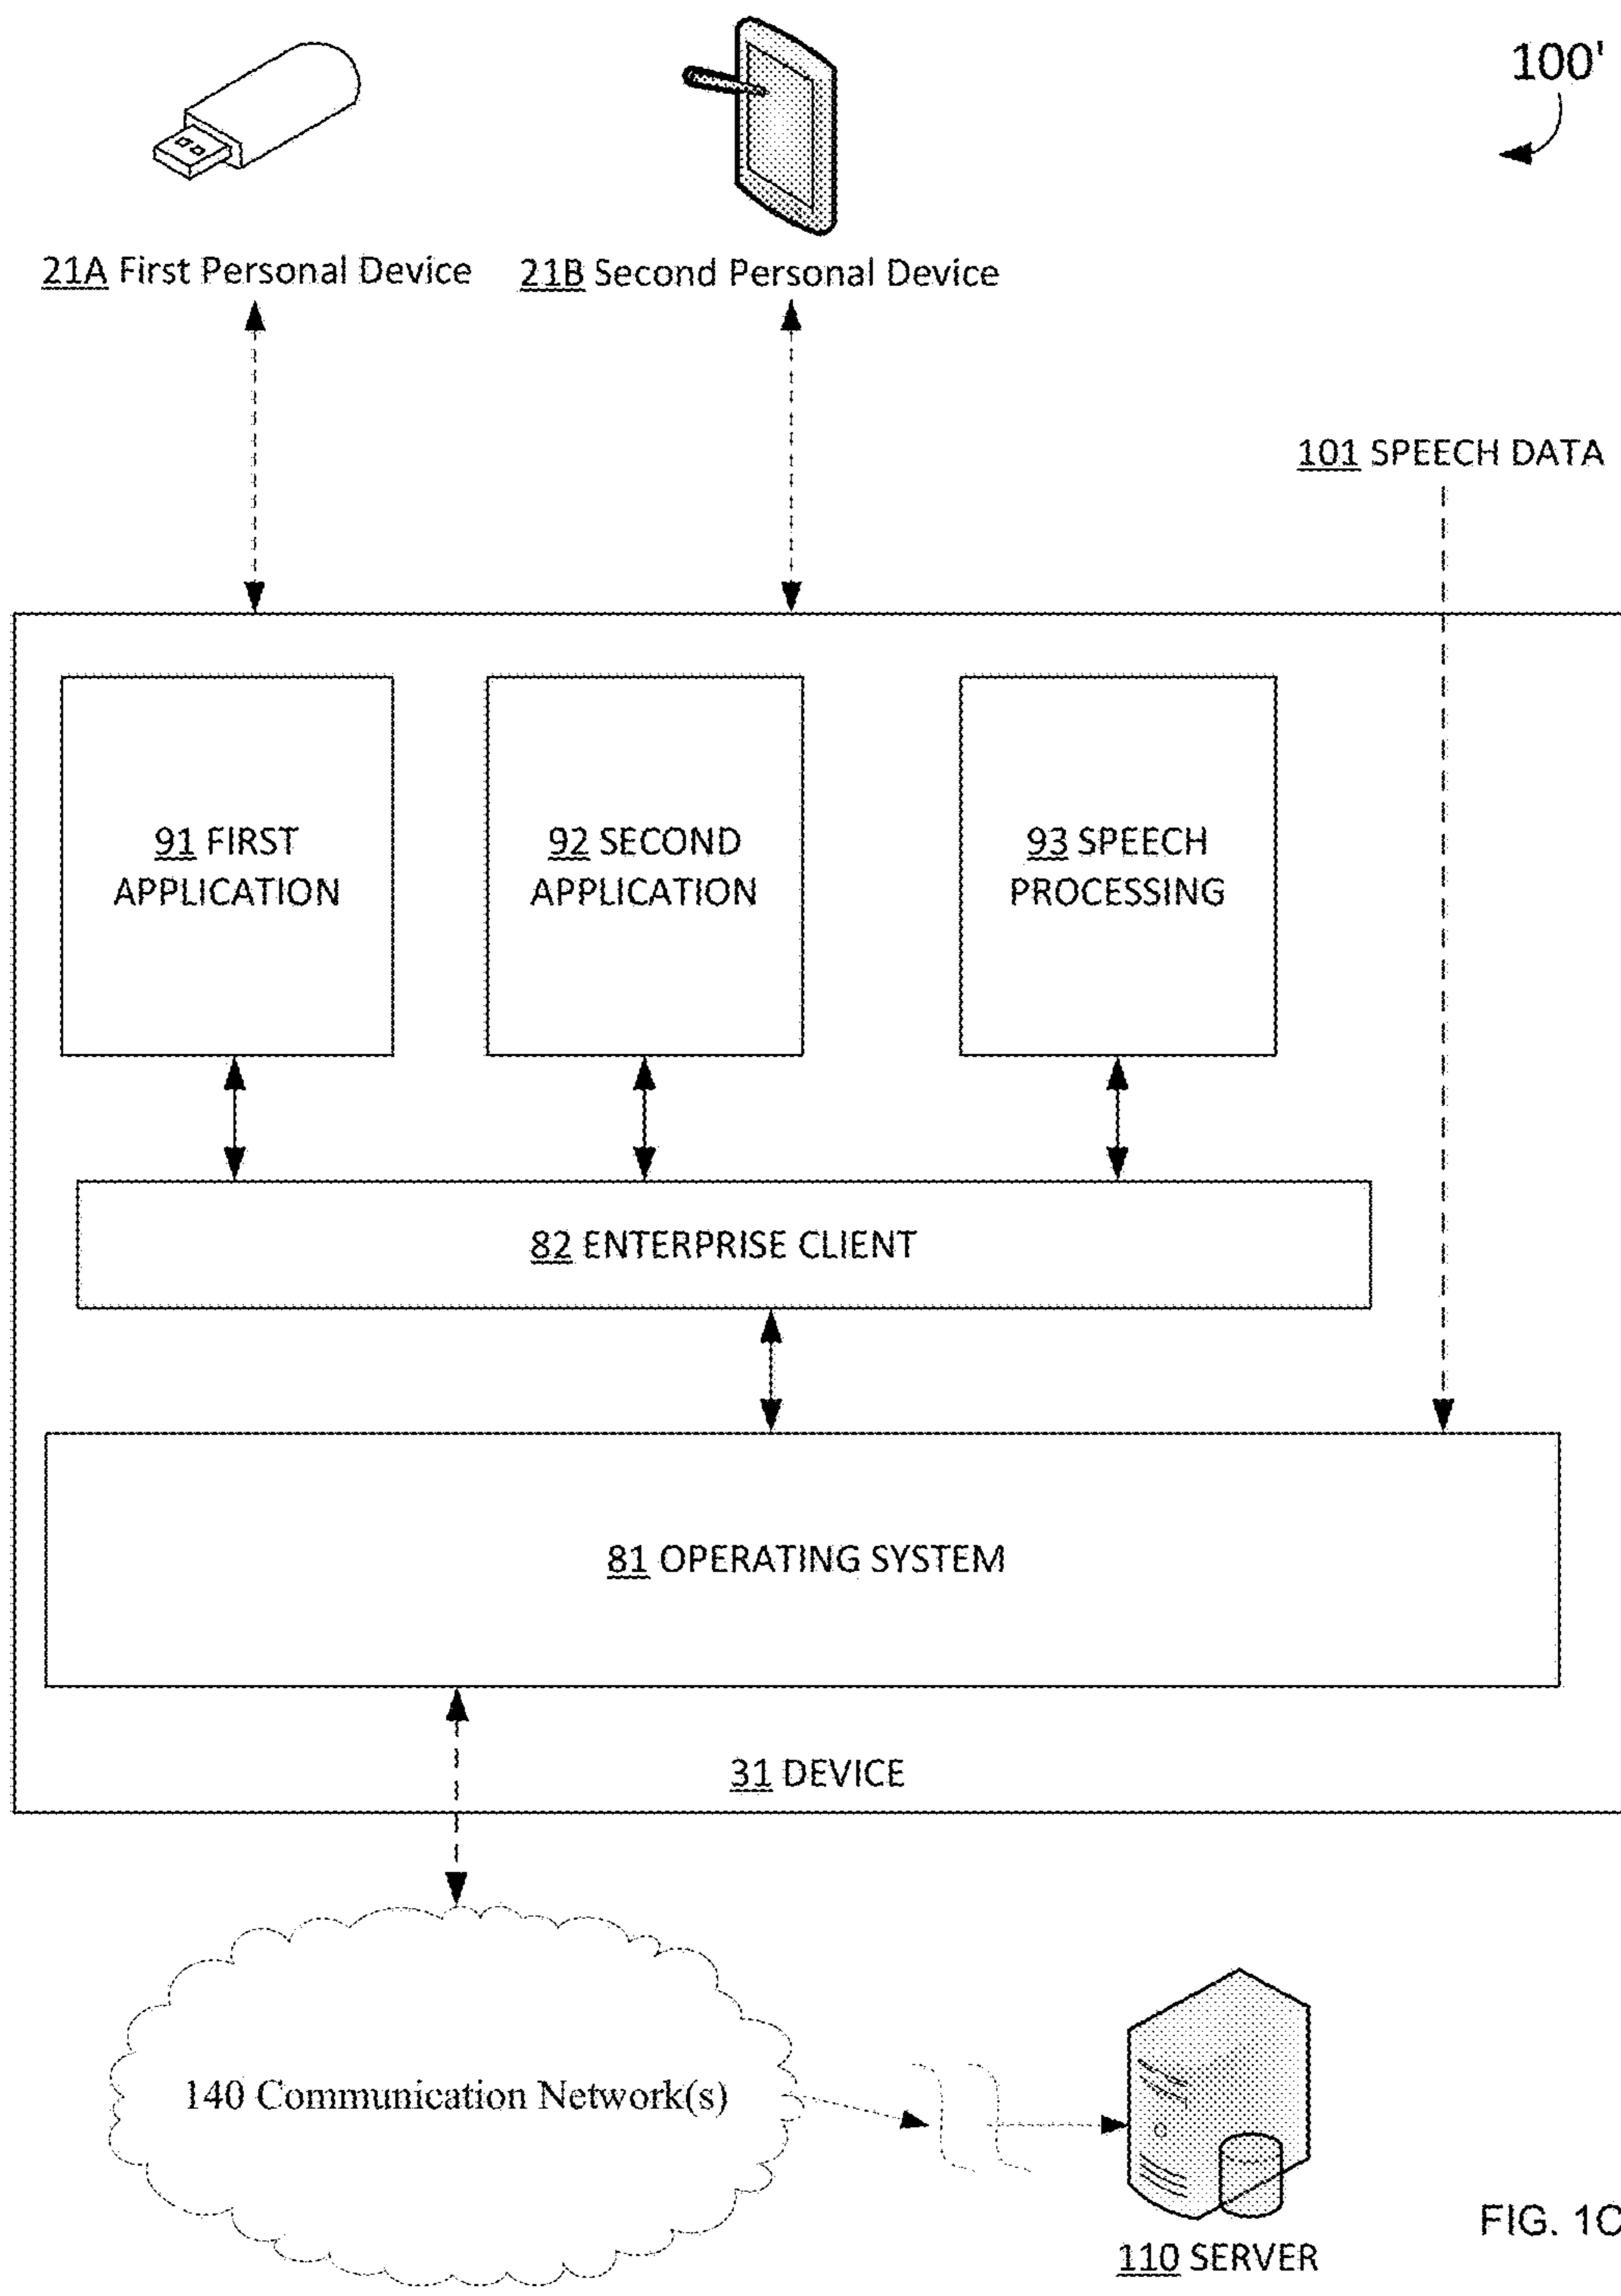 100'
21A First Personal Device
21B Second Personal Device
101 SPEECH DATA
91 FIRST
APPLICATION
92 SECOND
APPLICATION
93 SPEECH
PROCESSING
82 ENTERPRISE CLIENT
81 OPERATING SYSTEM
31 DEVICE
140 Communication Network(s)
110 SERVER
FIG. 1C